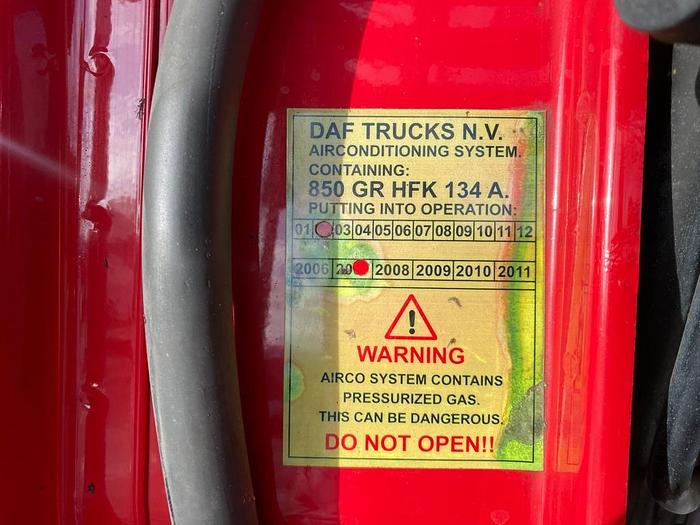 DAF TRUCKS N.V.
AIRCONDITIONING SYSTEM.
CONTAINING:
850 GR HFK 134 A.
PUTTING INTO OPERATION:
01 03 04 05 06 07 08 09 10 11 12
2006 20 2008 2009 2010 2011
WARNING
AIRCO SYSTEM CONTAINS
PRESSURIZED GAS.
THIS CAN BE DANGEROUS.
DO NOT OPEN!!